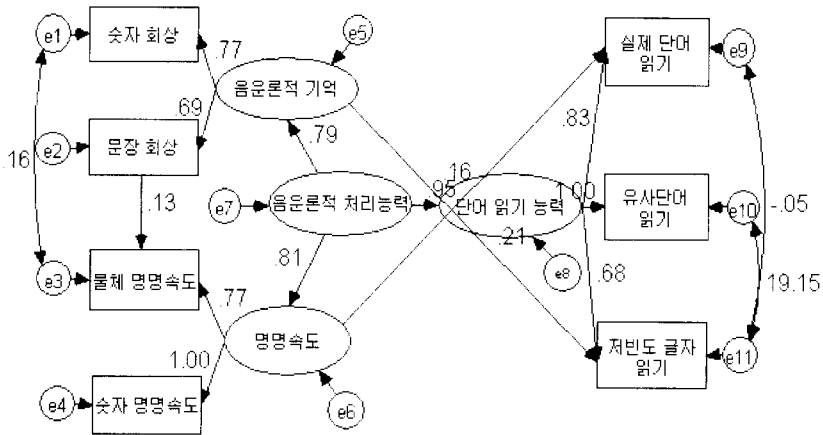 e1
숫자 회상
.77
음운론적 기억
e5
실제 단어
읽기
e9
.69
.83
e2
문장 회상
.79
.16
.16
.13
e7
음운론적 처리능력
.95
단어 읽기 능력
1.00
유사단어
읽기
e10
-.05
.21
.81
e8
.68
e3
물체 명명속도
.77
19.15
명명속도
저빈도 글자
읽기
e11
1.00
e4
숫자 명명속도
e6